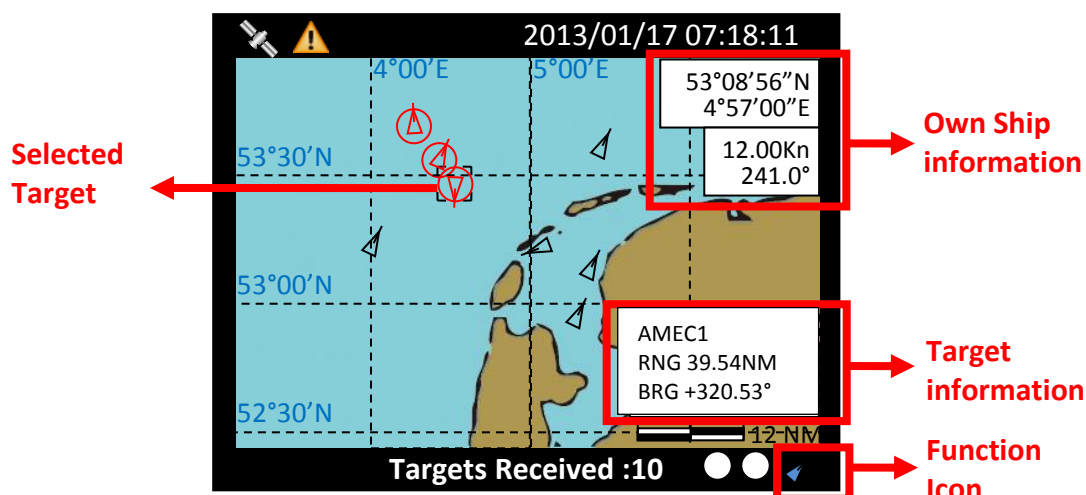 2013/01/17 07:18:11
4°00’E
5°00’E
53°08’56”N
4°57’00”E
12.00Kn
241.0°
Own Ship
information
Selected
Target
53°30’N
53°00’N
AMEC1
RNG 39.54NM
BRG +320.53°
Target
information
52°30’N
12 NM
Targets Received :10
Function
Icon